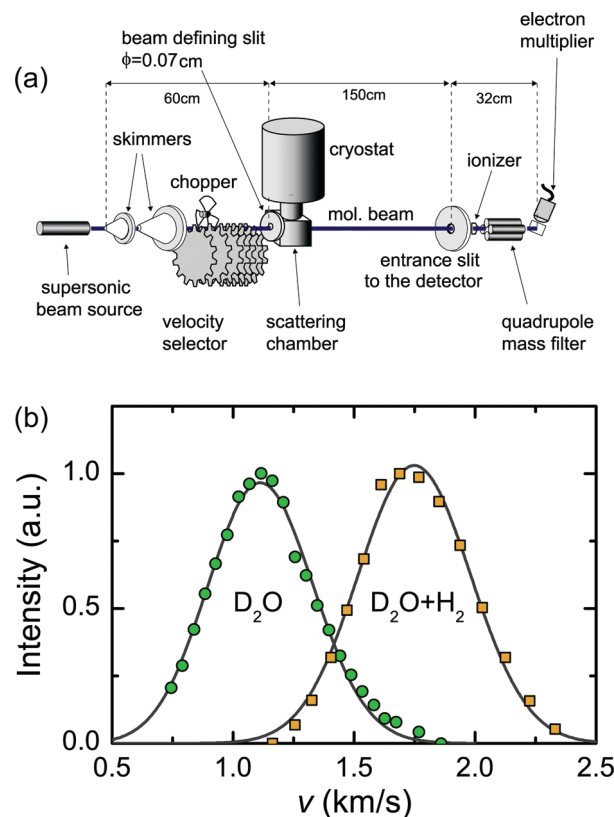 (a)
beam defining slit
ϕ=0.07cm
electron
multiplier
60cm
150cm
32cm
skimmers
chopper
cryostat
ionizer
mol. beam
supersonic
beam source
velocity
selector
scattering
chamber
entrance slit
to the detector
quadrupole
mass filter
(b)
Intensity (a.u.)
1.0
0.5
0.0
D₂O
D₂O+H₂
0.5
1.0
1.5
2.0
2.5
v (km/s)